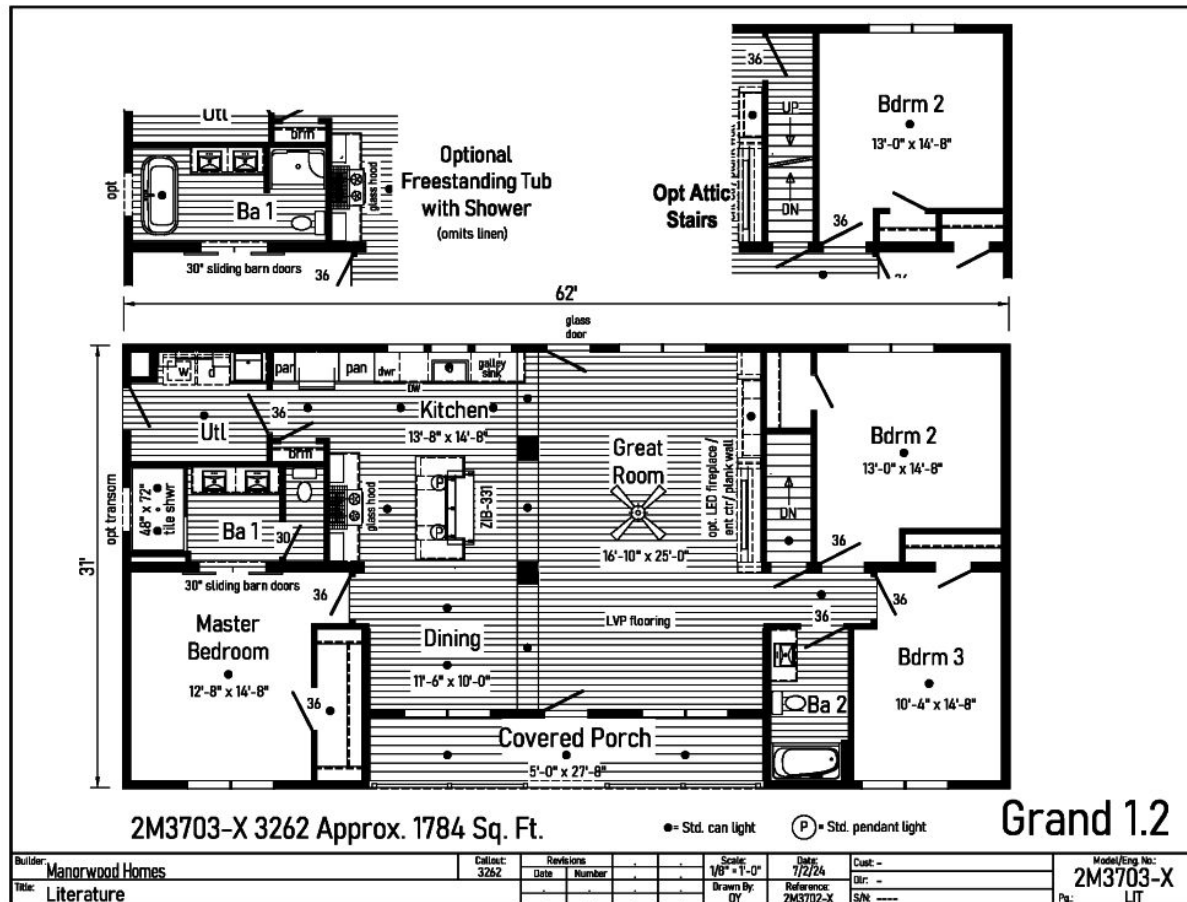 Utl
brm
opt
Ba 1
glass hood
30" sliding barn doors
36
Optional
Freestanding Tub
with Shower
(omits linen)
Opt Attic
Stairs
36
UP
DN
36
Bdrm 2
13'-0" x 14'-8"
62'
31'
glass
door
w
d
par
pan
dwr
galley
sink
DW
Utl
36
brm
Kitchen
13'-8" x 14'-8"
P
P
ZIB-331
glass hood
Great
Room
16'-10" x 25'-0"
opt. LED fireplace/
ent ctr/ plank wall
DN
Bdrm 2
13'-0" x 14'-8"
36
opt transom
48" x 72"
tile shwr
Ba 1
30
30" sliding barn doors
36
Master
Bedroom
12'-8" x 14'-8"
36
Dining
11'-6" x 10'-0"
LVP flooring
36
36
Ba 2
Bdrm 3
10'-4" x 14'-8"
Covered Porch
5'-0" x 27'-8"
2M3703-X 3262 Approx. 1784 Sq. Ft.
= Std. can light
P = Std. pendant light
Grand 1.2
Builder: Manorwood Homes
Title: Literature
Callout:
3262
Revisions
Date Number
Scale:
1/8" = 1'-0"
Drawn By:
DY
Date:
7/2/24
Reference:
2M3702-X
Cust: -
Dlr: -
S/N: ----
Model/Eng. No.:
2M3703-X
Pg.: LIT